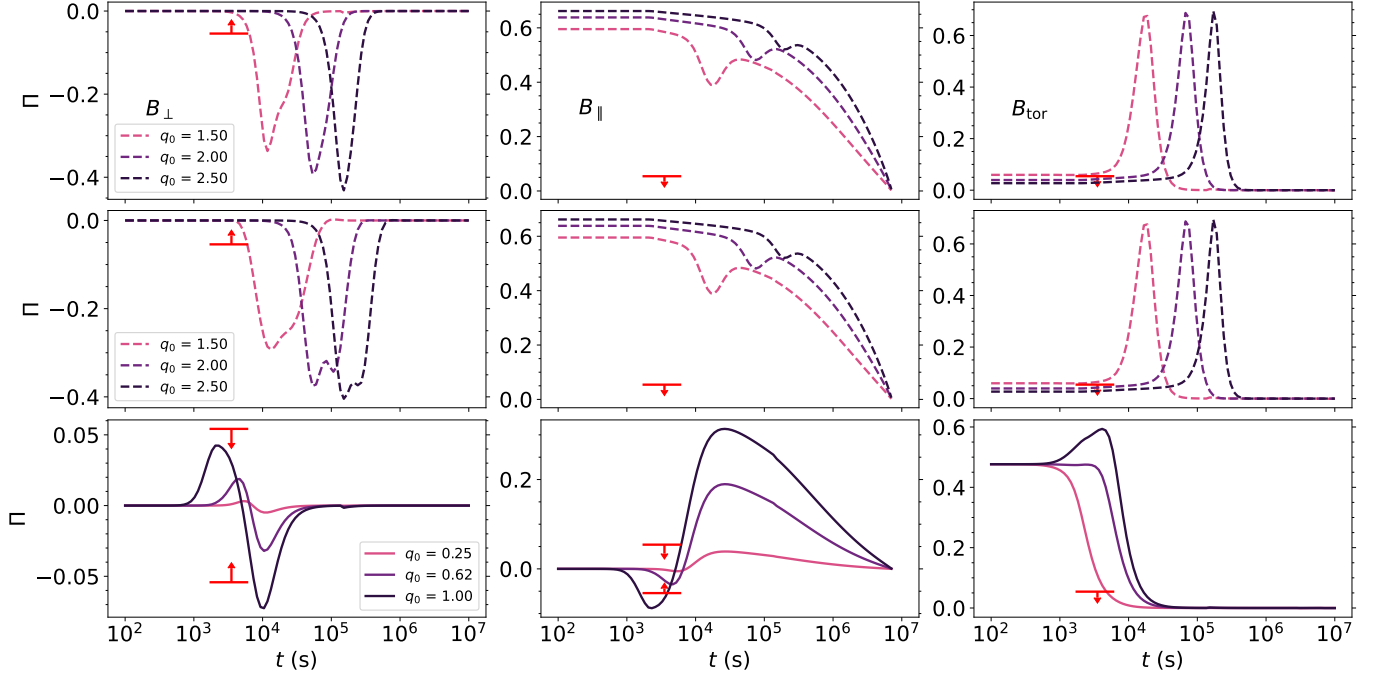 0.0
−0.2
−0.4
Π
B⊥
q0 = 1.50
q0 = 2.00
q0 = 2.50
0.6
0.4
0.2
0.0
B∥
0.6
0.4
0.2
0.0
Btor
0.0
−0.2
−0.4
Π
q0 = 1.50
q0 = 2.00
q0 = 2.50
0.6
0.4
0.2
0.0
0.6
0.4
0.2
0.0
0.05
0.00
−0.05
Π
q0 = 0.25
q0 = 0.62
q0 = 1.00
0.2
0.0
0.6
0.4
0.2
0.0
10² 10³ 10⁴ 10⁵ 10⁶ 10⁷
10² 10³ 10⁴ 10⁵ 10⁶ 10⁷
10² 10³ 10⁴ 10⁵ 10⁶ 10⁷
t (s)
t (s)
t (s)